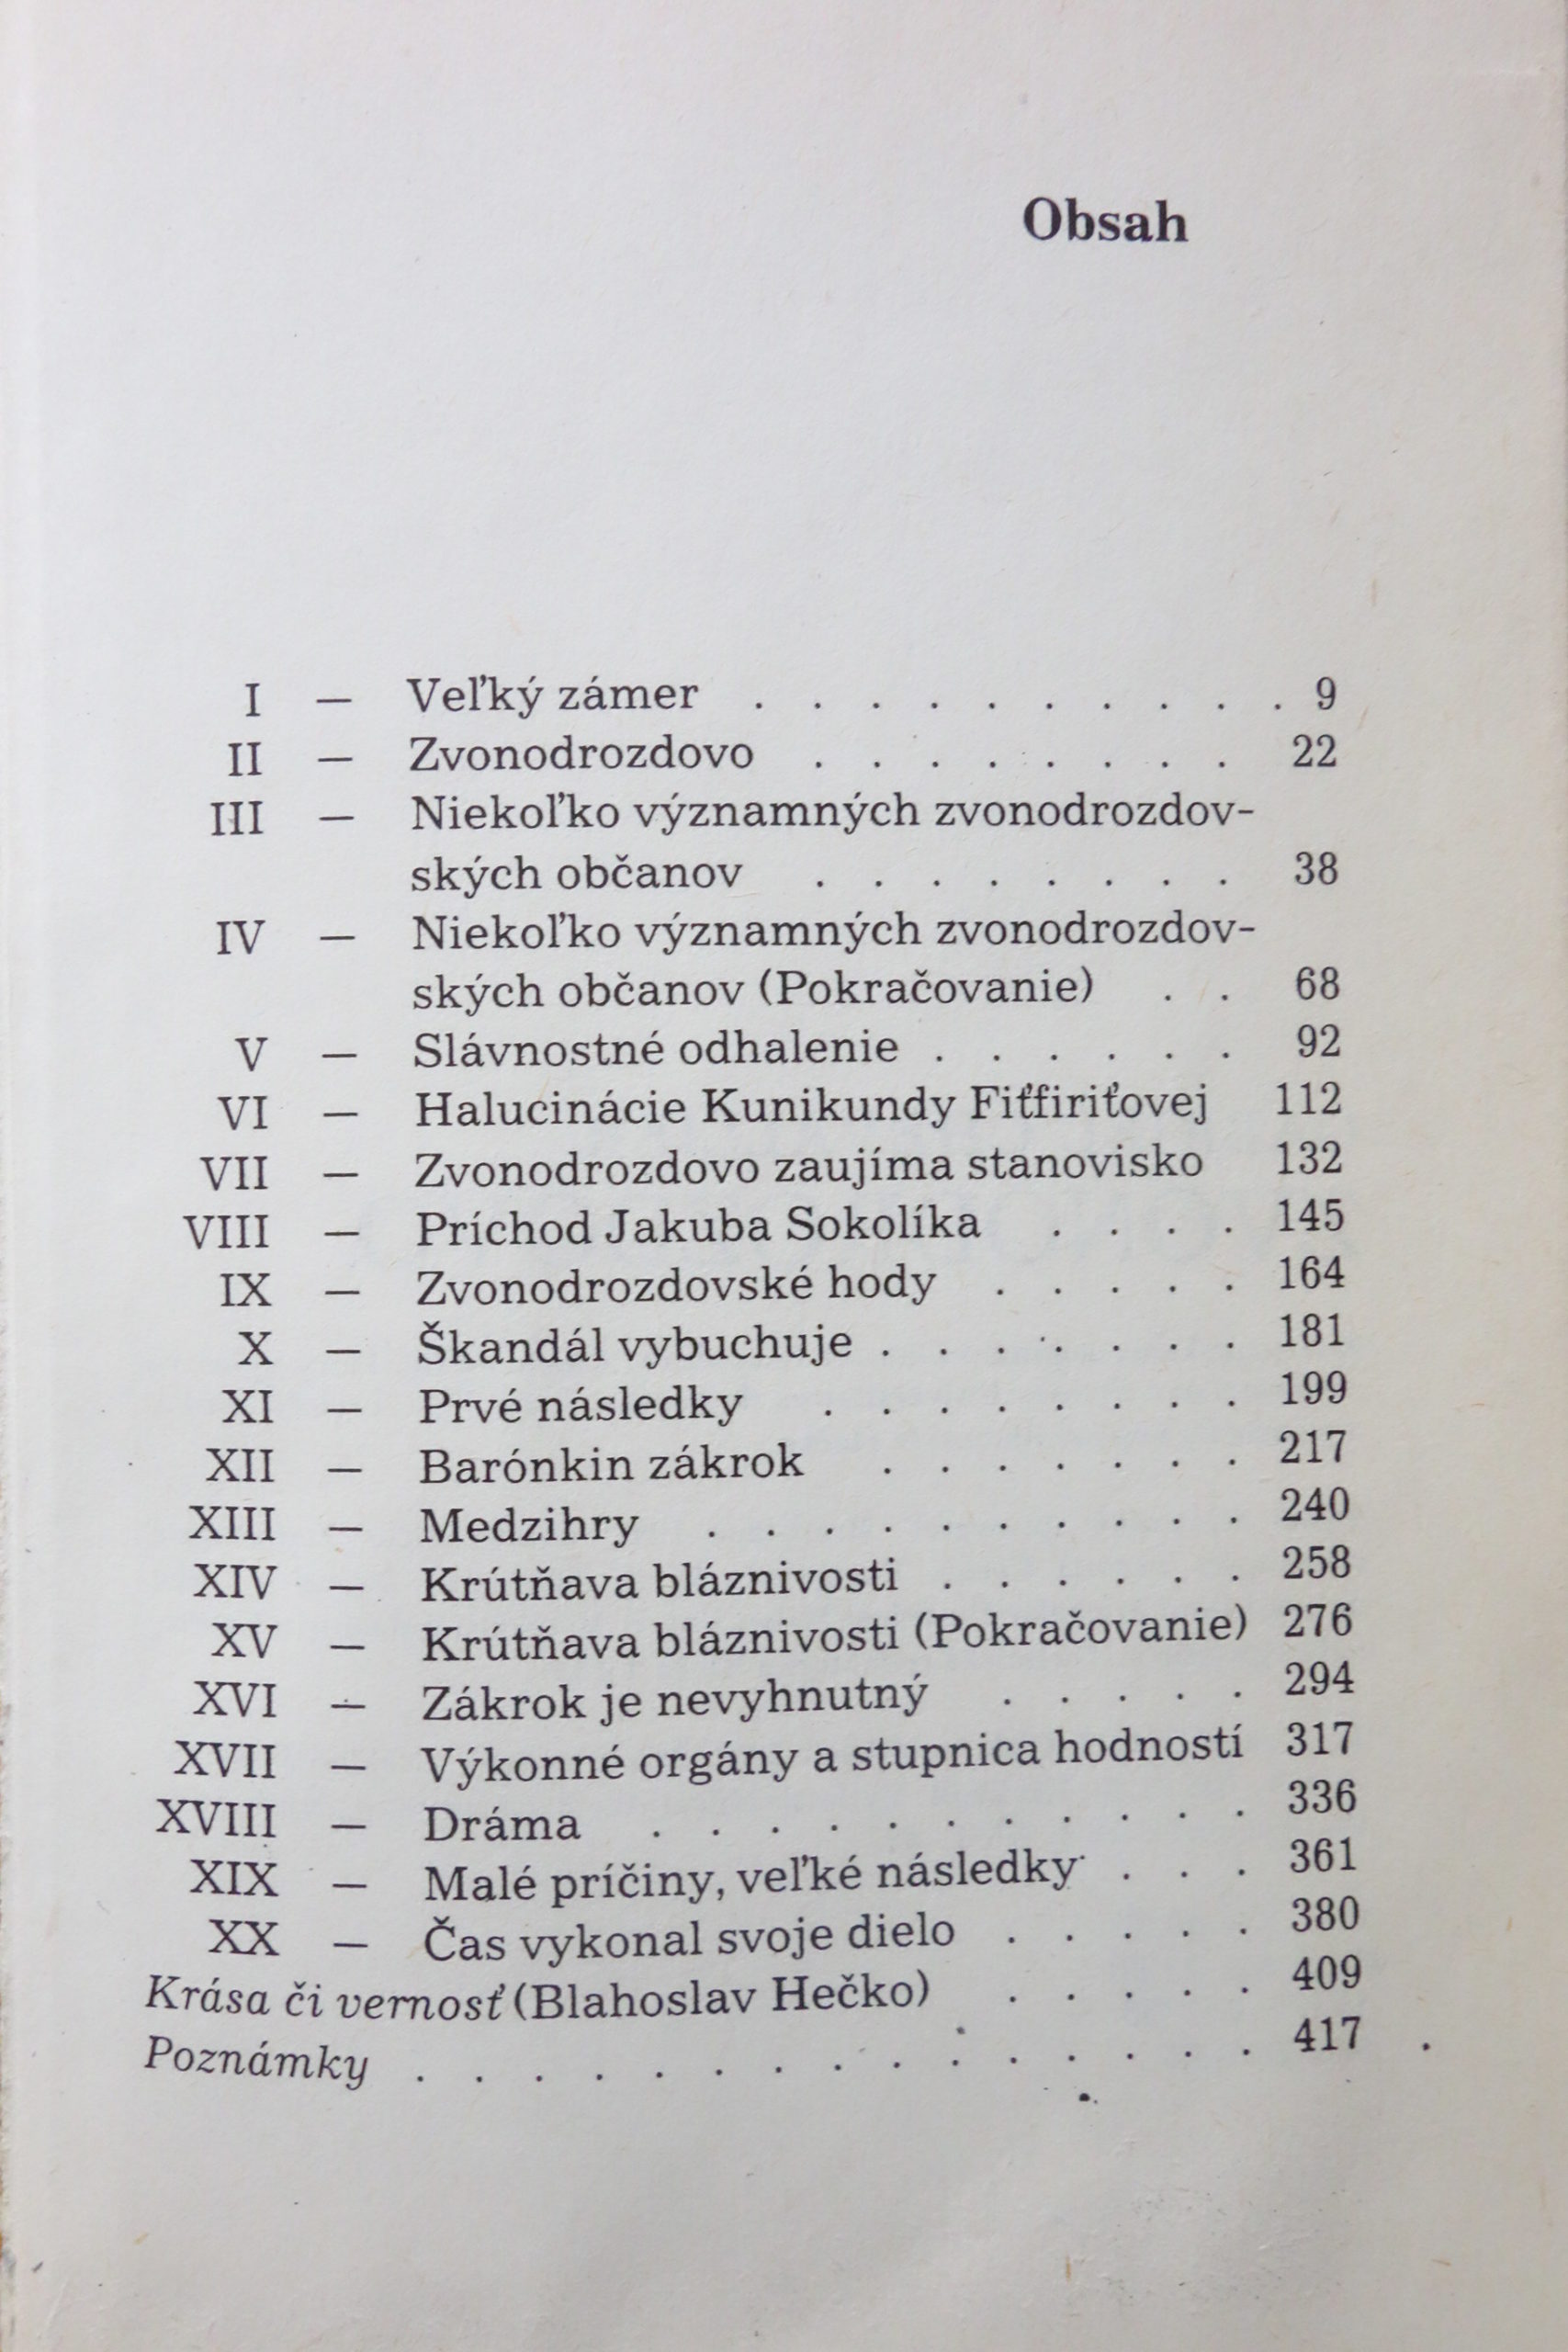 Obsah
I — Veľký zámer . . . . . . . . . . 9
II — Zvonodrozdovo . . . . . . . . 22
III — Niekoľko významných zvonodrozdov-
ských občanov . . . . . . . . 38
IV — Niekoľko významných zvonodrozdov-
ských občanov (Pokračovanie) . . 68
V — Slávnostné odhalenie . . . . . . 92
VI — Halucinácie Kunikundy Fiťfiriťovej 112
VII — Zvonodrozdovo zaujíma stanovisko 132
VIII — Príchod Jakuba Sokolíka . . . . 145
IX — Zvonodrozdovské hody . . . . . 164
X — Škandál vybuchuje . . . . . . . 181
XI — Prvé následky . . . . . . . . 199
XII — Barónkin zákrok . . . . . . . 217
XIII — Medzihry . . . . . . . . . . 240
XIV — Krútňava bláznivosti . . . . . . 258
XV — Krútňava bláznivosti (Pokračovanie) 276
XVI — Zákrok je nevyhnutný . . . . . 294
XVII — Výkonné orgány a stupnica hodností 317
XVIII — Dráma . . . . . . . . . . . 336
XIX — Malé príčiny, veľké následky . . . 361
XX — Čas vykonal svoje dielo . . . . . 380
Krása či vernosť (Blahoslav Hečko) . . . . . 409
Poznámky . . . . . . . . . . . . . . . 417